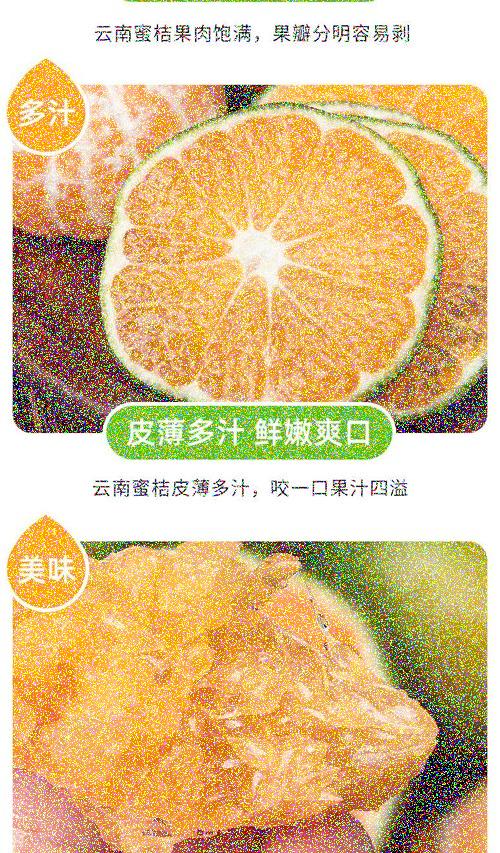 云南蜜桔果肉饱满，果瓣分明容易剥
多汁
皮薄多汁 鲜嫩爽口
云南蜜桔皮薄多汁，咬一口果汁四溢
美味